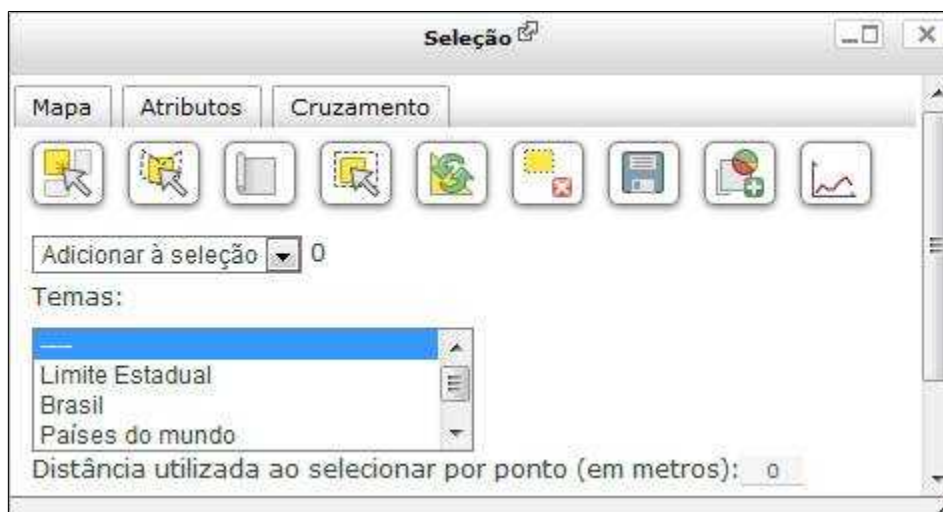 Seleção
Mapa Atributos Cruzamento
Adicionar à seleção 0
Temas:
----
Limite Estadual
Brasil
Países do mundo
Distância utilizada ao selecionar por ponto (em metros): 0